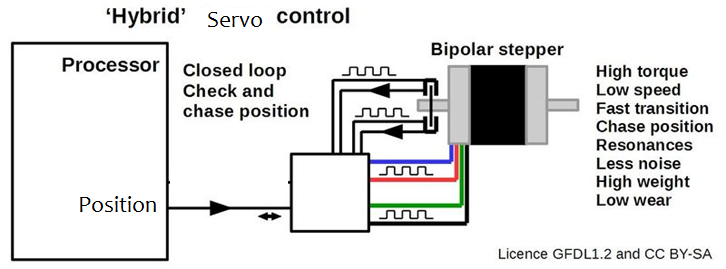 ‘Hybrid’ Servo control
Processor
Closed loop
Check and
chase position
Bipolar stepper
High torque
Low speed
Fast transition
Chase position
Resonances
Less noise
High weight
Low wear
Position
Licence GFDL1.2 and CC BY-SA